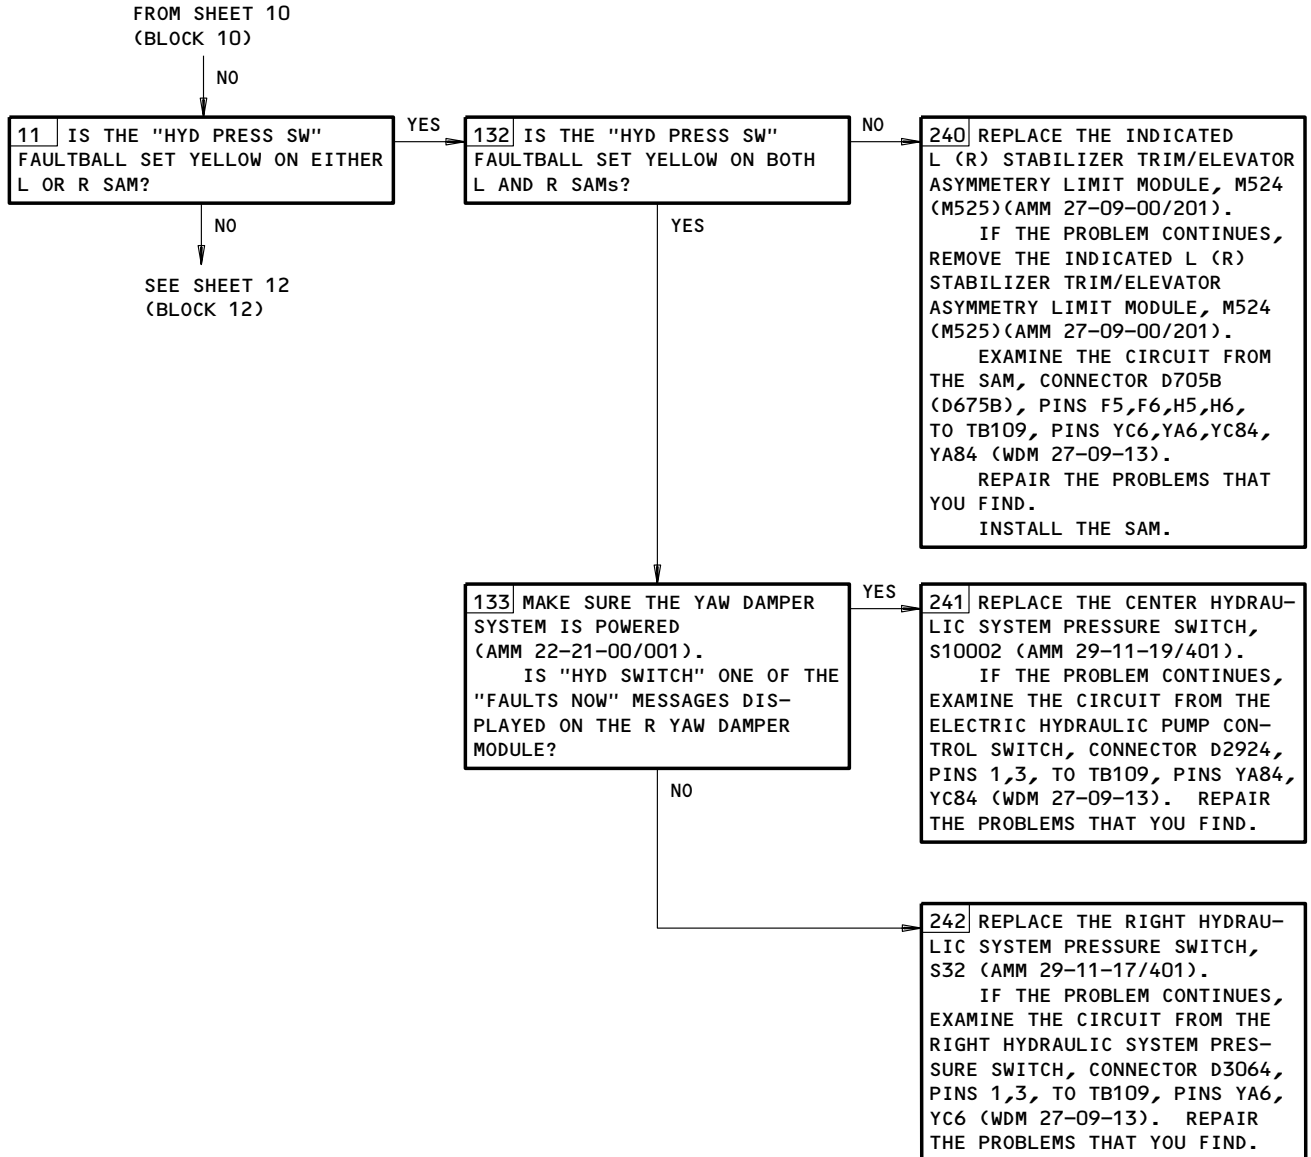 FROM SHEET 10
(BLOCK 10)
NO
11 IS THE "HYD PRESS SW"
FAULTBALL SET YELLOW ON EITHER
L OR R SAM?
YES
NO
SEE SHEET 12
(BLOCK 12)
132 IS THE "HYD PRESS SW"
FAULTBALL SET YELLOW ON BOTH
L AND R SAMs?
NO
YES
240 REPLACE THE INDICATED
L (R) STABILIZER TRIM/ELEVATOR
ASYMMETERY LIMIT MODULE, M524
(M525)(AMM 27-09-00/201).
IF THE PROBLEM CONTINUES,
REMOVE THE INDICATED L (R)
STABILIZER TRIM/ELEVATOR
ASYMMETRY LIMIT MODULE, M524
(M525)(AMM 27-09-00/201).
EXAMINE THE CIRCUIT FROM
THE SAM, CONNECTOR D705B
(D675B), PINS F5,F6,H5,H6,
TO TB109, PINS YC6,YA6,YC84,
YA84 (WDM 27-09-13).
REPAIR THE PROBLEMS THAT
YOU FIND.
INSTALL THE SAM.
133 MAKE SURE THE YAW DAMPER
SYSTEM IS POWERED
(AMM 22-21-00/001).
IS "HYD SWITCH" ONE OF THE
"FAULTS NOW" MESSAGES DIS-
PLAYED ON THE R YAW DAMPER
MODULE?
YES
NO
241 REPLACE THE CENTER HYDRAU-
LIC SYSTEM PRESSURE SWITCH,
S10002 (AMM 29-11-19/401).
IF THE PROBLEM CONTINUES,
EXAMINE THE CIRCUIT FROM THE
ELECTRIC HYDRAULIC PUMP CON-
TROL SWITCH, CONNECTOR D2924,
PINS 1,3, TO TB109, PINS YA84,
YC84 (WDM 27-09-13). REPAIR
THE PROBLEMS THAT YOU FIND.
242 REPLACE THE RIGHT HYDRAU-
LIC SYSTEM PRESSURE SWITCH,
S32 (AMM 29-11-17/401).
IF THE PROBLEM CONTINUES,
EXAMINE THE CIRCUIT FROM THE
RIGHT HYDRAULIC SYSTEM PRES-
SURE SWITCH, CONNECTOR D3064,
PINS 1,3, TO TB109, PINS YA6,
YC6 (WDM 27-09-13). REPAIR
THE PROBLEMS THAT YOU FIND.